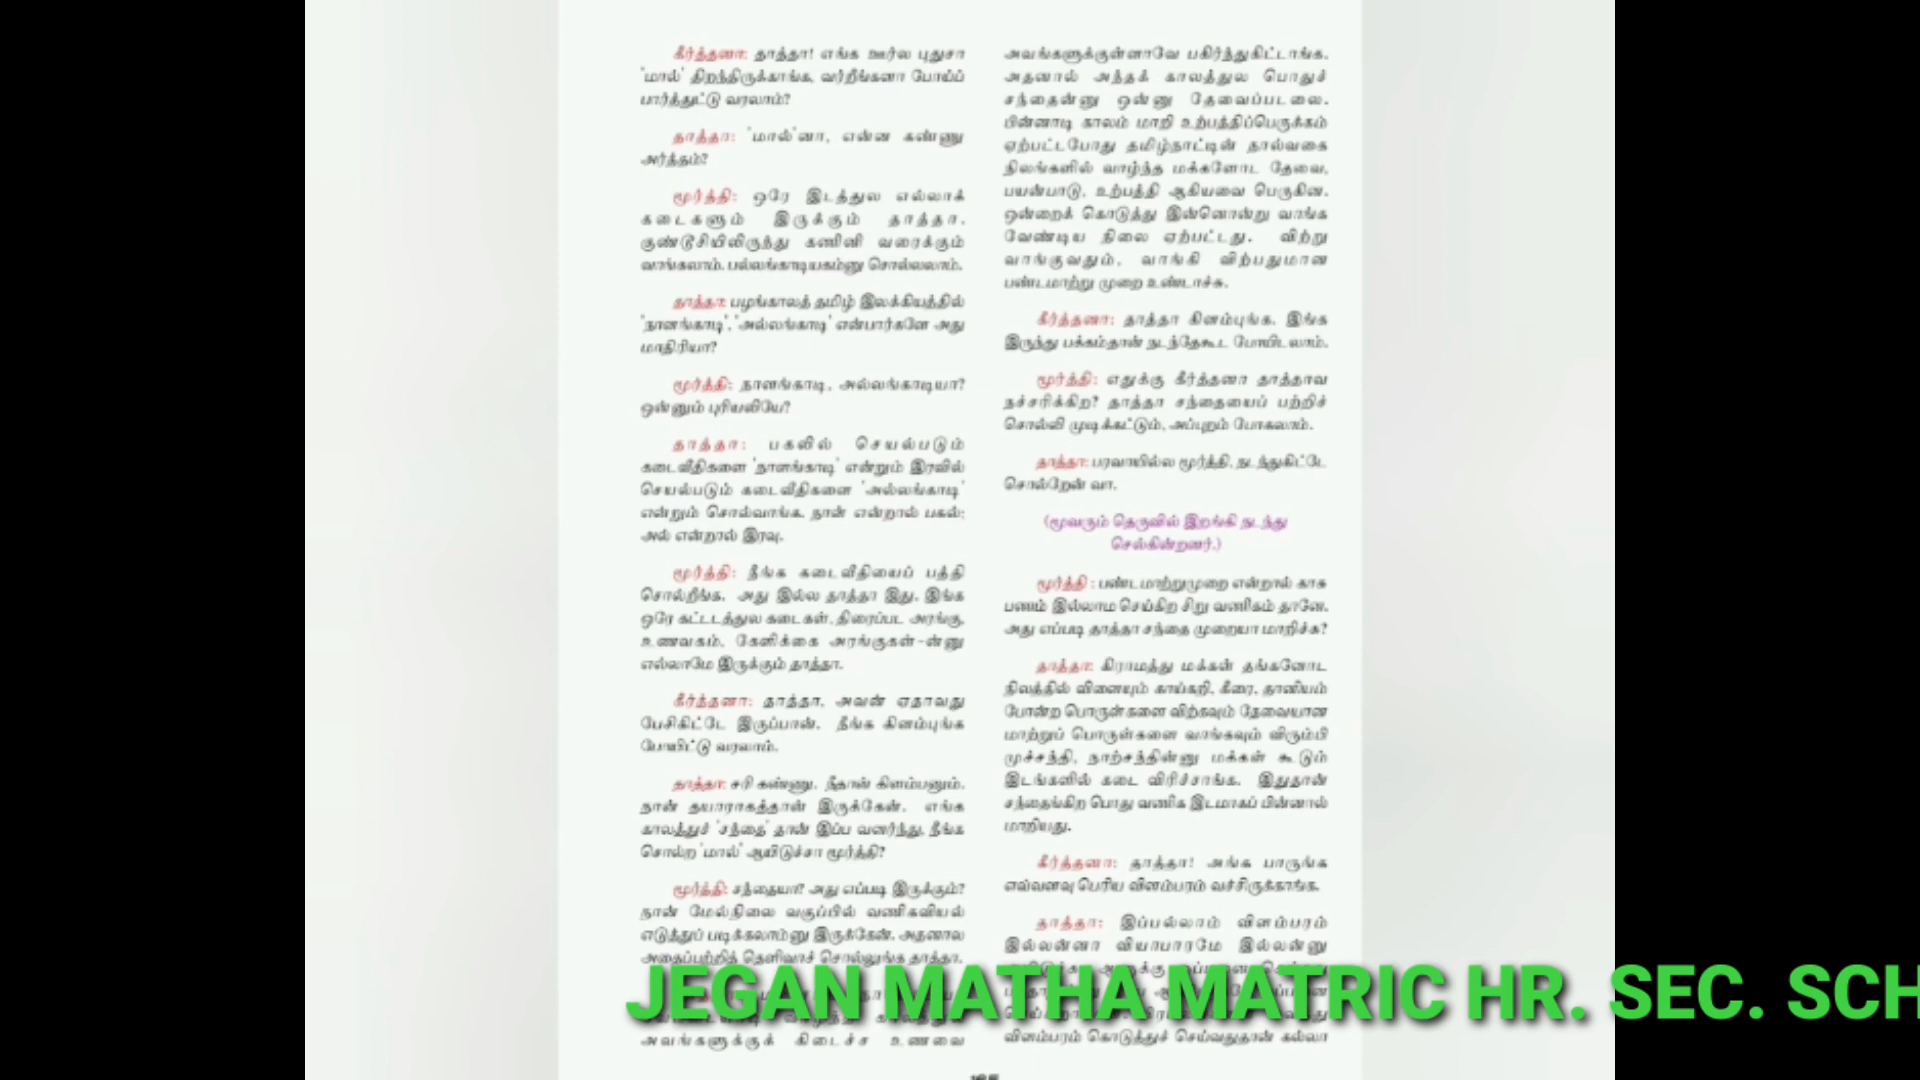 கீர்த்தனா: தாத்தா! எங்க ஊர்ல புதுசா
'மால்' திறந்திருக்காங்க, வர்றீங்களா போய்ப்
பார்த்துட்டு வரலாம்?
தாத்தா: 'மால்'னா, என்ன கண்ணு
அர்த்தம்?
மூர்த்தி: ஒரே இடத்துல எல்லாக்
கடைகளும் இருக்கும் தாத்தா.
குண்டூசியிலிருந்து கணினி வரைக்கும்
வாங்கலாம். பல்லங்காடியகம்னு சொல்லலாம்.
தாத்தா: பழங்காலத் தமிழ் இலக்கியத்தில்
'நாளங்காடி', 'அல்லங்காடி' என்பார்களே அது
மாதிரியா?
மூர்த்தி: நாளங்காடி, அல்லங்காடியா?
ஒன்னும் புரியலியே?
தாத்தா: பகலில் செயல்படும்
கடைவீதிகளை 'நாளங்காடி' என்றும் இரவில்
செயல்படும் கடைவீதிகளை 'அல்லங்காடி'
என்றும் சொல்வாங்க. நாள் என்றால் பகல்;
அல் என்றால் இரவு.
மூர்த்தி: நீங்க கடைவீதியைப் பத்தி
சொல்றீங்க. அது இல்ல தாத்தா இது. இங்க
ஒரே கட்டடத்துல கடைகள், திரைப்பட அரங்கு,
உணவகம், கேளிக்கை அரங்குகள்-ன்னு
எல்லாமே இருக்கும் தாத்தா.
கீர்த்தனா: தாத்தா, அவன் ஏதாவது
பேசிகிட்டே இருப்பான். நீங்க கிளம்புங்க
போயிட்டு வரலாம்.
தாத்தா: சரி கண்ணு. நீதான் கிளம்பனும்.
நான் தயாராகத்தான் இருக்கேன். எங்க
காலத்துச் 'சந்தை' தான் இப்ப வளர்ந்து, நீங்க
சொல்ற 'மால்' ஆயிடுச்சா மூர்த்தி?
மூர்த்தி: சந்தையா? அது எப்படி இருக்கும்?
நான் மேல்நிலை வகுப்பில் வணிகவியல்
எடுத்துப் படிக்கலாம்னு இருக்கேன். அதனால
அதைப்பற்றித் தெளிவாச் சொல்லுங்க தாத்தா.
அவங்களுக்குக் கிடைச்ச உணவை
அவங்களுக்குள்ளாவே பகிர்ந்துகிட்டாங்க.
அதனால் அந்தக் காலத்துல பொதுச்
சந்தைன்னு ஒன்னு தேவைப்படலை.
பின்னாடி காலம் மாறி உற்பத்திப்பெருக்கம்
ஏற்பட்டபோது தமிழ்நாட்டின் நால்வகை
நிலங்களில் வாழ்ந்த மக்களோட தேவை,
பயன்பாடு, உற்பத்தி ஆகியவை பெருகின.
ஒன்றைக் கொடுத்து இன்னொன்று வாங்க
வேண்டிய நிலை ஏற்பட்டது. விற்று
வாங்குவதும், வாங்கி விற்பதுமான
பண்டமாற்று முறை உண்டாச்சு.
கீர்த்தனா: தாத்தா கிளம்புங்க. இங்க
இருந்து பக்கம்தான் நடந்தேகூட போயிடலாம்.
மூர்த்தி: எதுக்கு கீர்த்தனா தாத்தாவ
நச்சரிக்கிற? தாத்தா சந்தையைப் பற்றிச்
சொல்லி முடிக்கட்டும், அப்புறம் போகலாம்.
தாத்தா: பரவாயில்ல மூர்த்தி, நடந்துகிட்டே
சொல்றேன் வா.
(மூவரும் தெருவில் இறங்கி நடந்து
செல்கின்றனர்.)
மூர்த்தி : பண்டமாற்றுமுறை என்றால் காசு
பணம் இல்லாம செய்கிற சிறு வணிகம் தானே.
அது எப்படி தாத்தா சந்தை முறையா மாறிச்சு?
தாத்தா: கிராமத்து மக்கள் தங்களோட
நிலத்தில் விளையும் காய்கறி, கீரை, தானியம்
போன்ற பொருள்களை விற்கவும் தேவையான
மாற்றுப் பொருள்களை வாங்கவும் விரும்பி
முச்சந்தி, நாற்சந்தின்னு மக்கள் கூடும்
இடங்களில் கடை விரிச்சாங்க. இதுதான்
சந்தைங்கிற பொது வணிக இடமாகப் பின்னால்
மாறியது.
கீர்த்தனா: தாத்தா! அங்க பாருங்க
எவ்வளவு பெரிய விளம்பரம் வச்சிருக்காங்க.
தாத்தா: இப்பல்லாம் விளம்பரம்
இல்லன்னா வியாபாரமே இல்லன்னு
விளம்பரம் கொடுத்துச் செய்வதுதான் கல்லா
JEGAN MATHA MATRIC HR. SEC. SCH